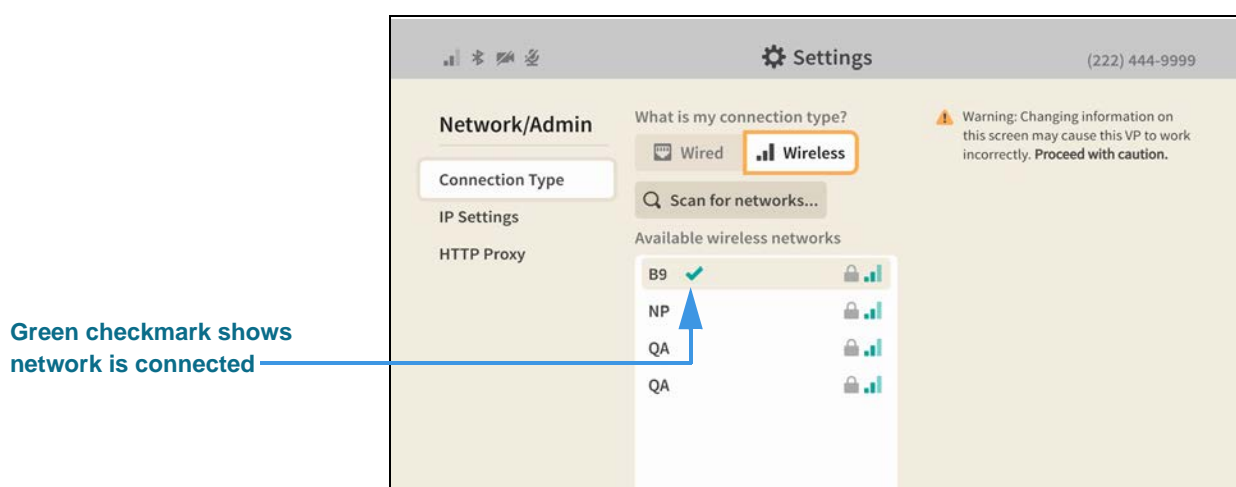 Settings
(222) 444-9999
Network/Admin
Connection Type
IP Settings
HTTP Proxy
What is my connection type?
Wired
Wireless
Scan for networks...
Available wireless networks
B9
NP
QA
QA
Warning: Changing information on
this screen may cause this VP to work
incorrectly. Proceed with caution.
Green checkmark shows
network is connected